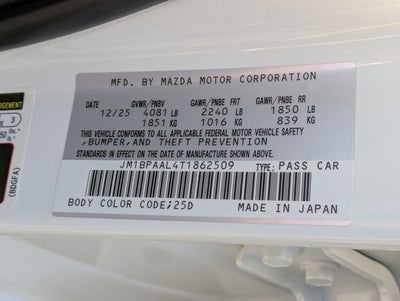 MFD. BY MAZDA MOTOR CORPORATION
GVWR/PNBV GAWR/PNBE FRT GAWR/PNBE RR
12/25 4081 LB 2240 LB 1850 LB
1851 KG 1016 KG 839 KG
THIS VEHICLE CONFORMS TO ALL APPLICABLE FEDERAL MOTOR VEHICLE SAFETY
,BUMPER,AND THEFT PREVENTION
STANDARDS IN EFFECT ON THE DATE OF MANUFACTURE SHOWN ABOVE.
JM1BPAAL4T1862509 TYPE: PASS CAR
BODY COLOR CODE;25D MADE IN JAPAN
(BDGFA)